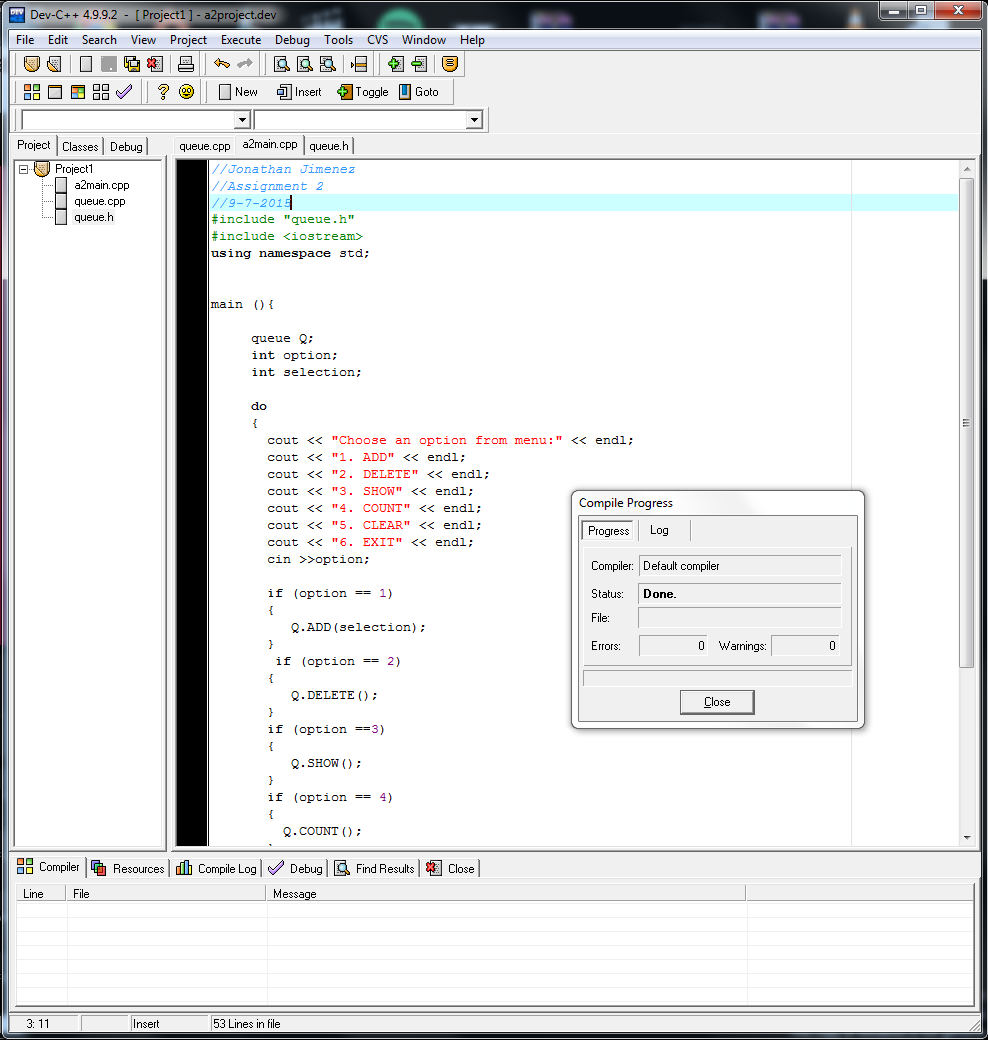 Dev-C++ 4.9.9.2 - [ Project1 ] - a2project.dev
File Edit Search View Project Execute Debug Tools CVS Window Help
New Insert Toggle Goto
Project Classes Debug
queue.cpp a2main.cpp queue.h
Project1
a2main.cpp
queue.cpp
queue.h
//Jonathan Jimenez
//Assignment 2
//9-7-2015
#include "queue.h"
#include <iostream>
using namespace std;
main (){
queue Q;
int option;
int selection;
do
{
cout << "Choose an option from menu:" << endl;
cout << "1. ADD" << endl;
cout << "2. DELETE" << endl;
cout << "3. SHOW" << endl;
cout << "4. COUNT" << endl;
cout << "5. CLEAR" << endl;
cout << "6. EXIT" << endl;
cin >>option;
if (option == 1)
{
Q.ADD(selection);
}
if (option == 2)
{
Q.DELETE();
}
if (option ==3)
{
Q.SHOW();
}
if (option == 4)
{
Q.COUNT();
Compile Progress
Progress Log
Compiler: Default compiler
Status: Done.
File:
Errors: 0 Warnings: 0
Close
Compiler Resources Compile Log Debug Find Results Close
Line File Message
3: 11 Insert 53 Lines in file